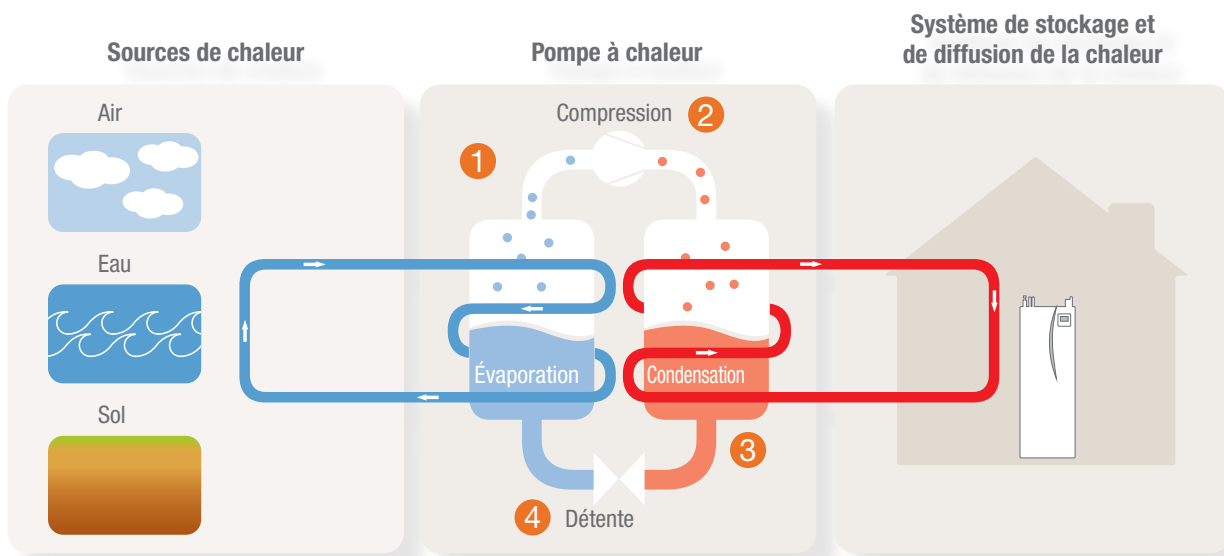 Sources de chaleur
Pompe à chaleur
Système de stockage et
de diffusion de la chaleur
Air
Eau
Sol
Compression
1
2
Évaporation
Condensation
3
4
Détente